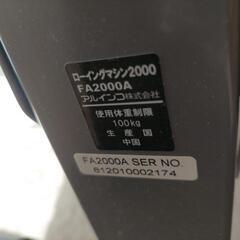 ローイングマシン2000
FA2000A
アルインコ株式会社
使用体重制限
100kg
生産国
中国
FA2000A SER NO.
812010002174